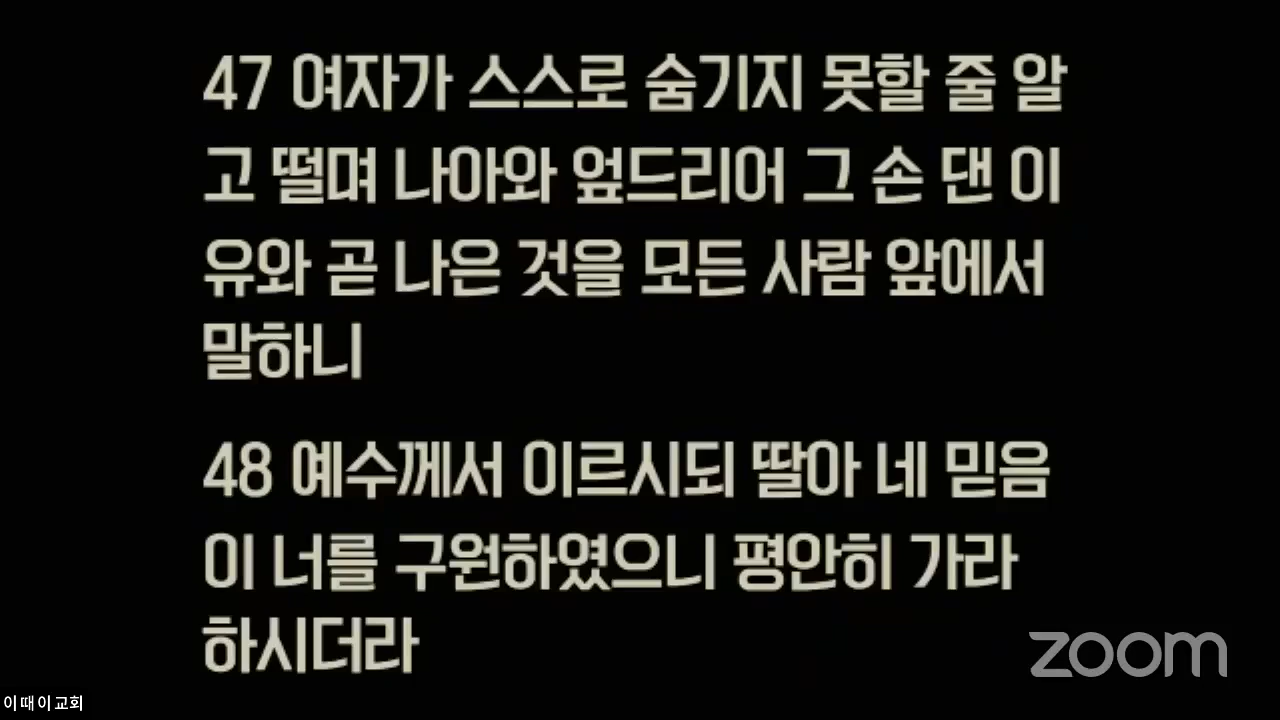 47 여자가 스스로 숨기지 못할 줄 알
고 떨며 나아와 엎드리어 그 손 댄 이
유와 곧 나은 것을 모든 사람 앞에서
말하니
48 예수께서 이르시되 딸아 네 믿음
이 너를 구원하였으니 평안히 가라
하시더라
zoom
이때이교회